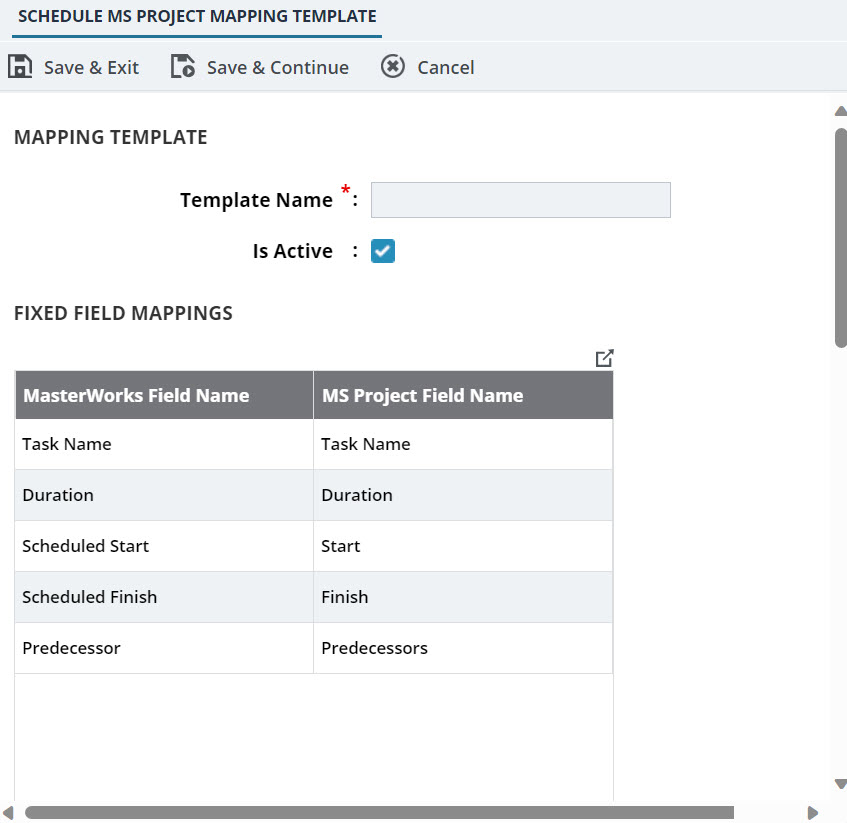 SCHEDULE MS PROJECT MAPPING TEMPLATE
Save & Exit Save & Continue Cancel
MAPPING TEMPLATE
Template Name * :
Is Active :
FIXED FIELD MAPPINGS
MasterWorks Field Name MS Project Field Name
Task Name Task Name
Duration Duration
Scheduled Start Start
Scheduled Finish Finish
Predecessor Predecessors